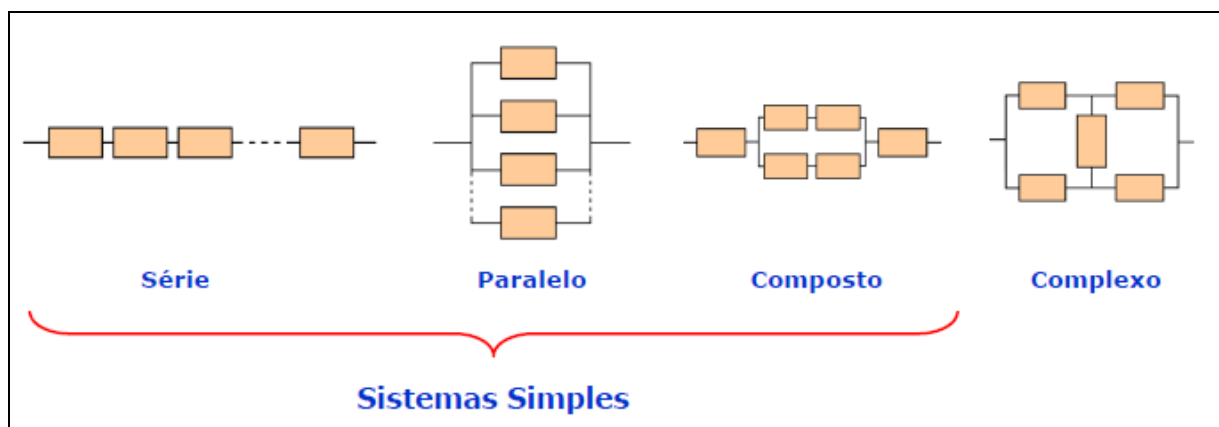 Série
Paralelo
Composto
Complexo
Sistemas Simples